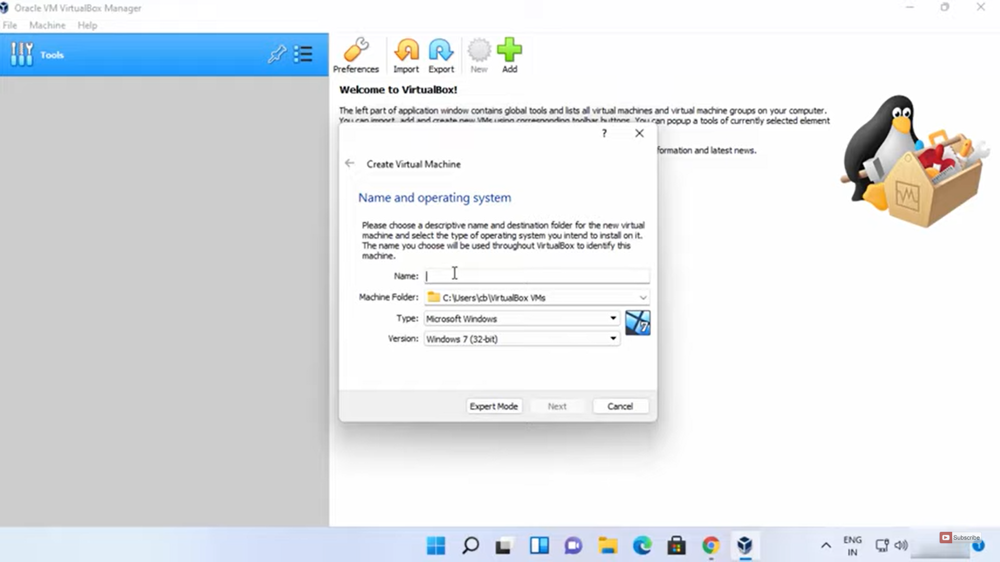 Oracle VM VirtualBox Manager
File Machine Help
Tools
Preferences Import Export New Add
Welcome to VirtualBox!
The left part of application window contains global tools and lists all virtual machines and virtual machine groups on your computer.
You can import, add and create new VMs using corresponding toolbar buttons. You can popup a tools of currently selected element
formation and latest news.
?
Create Virtual Machine
Name and operating system
Please choose a descriptive name and destination folder for the new virtual
machine and select the type of operating system you intend to install on it.
The name you choose will be used throughout VirtualBox to identify this
machine.
Name:
Machine Folder: C:\Users\cb\VirtualBox VMs
Type: Microsoft Windows
7
Version: Windows 7 (32-bit)
Expert Mode Next Cancel
ENG
IN
Subscribe
1